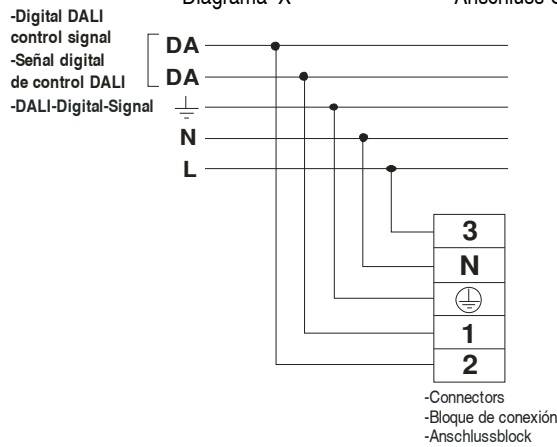 Diagrama "X"
-Digital DALI
control signal
-Señal digital
de control DALI
-DALI-Digital-Signal
DA
DA
N
L
3
N
1
2
-Connectors
-Bloque de conexión
-Anschlussblock